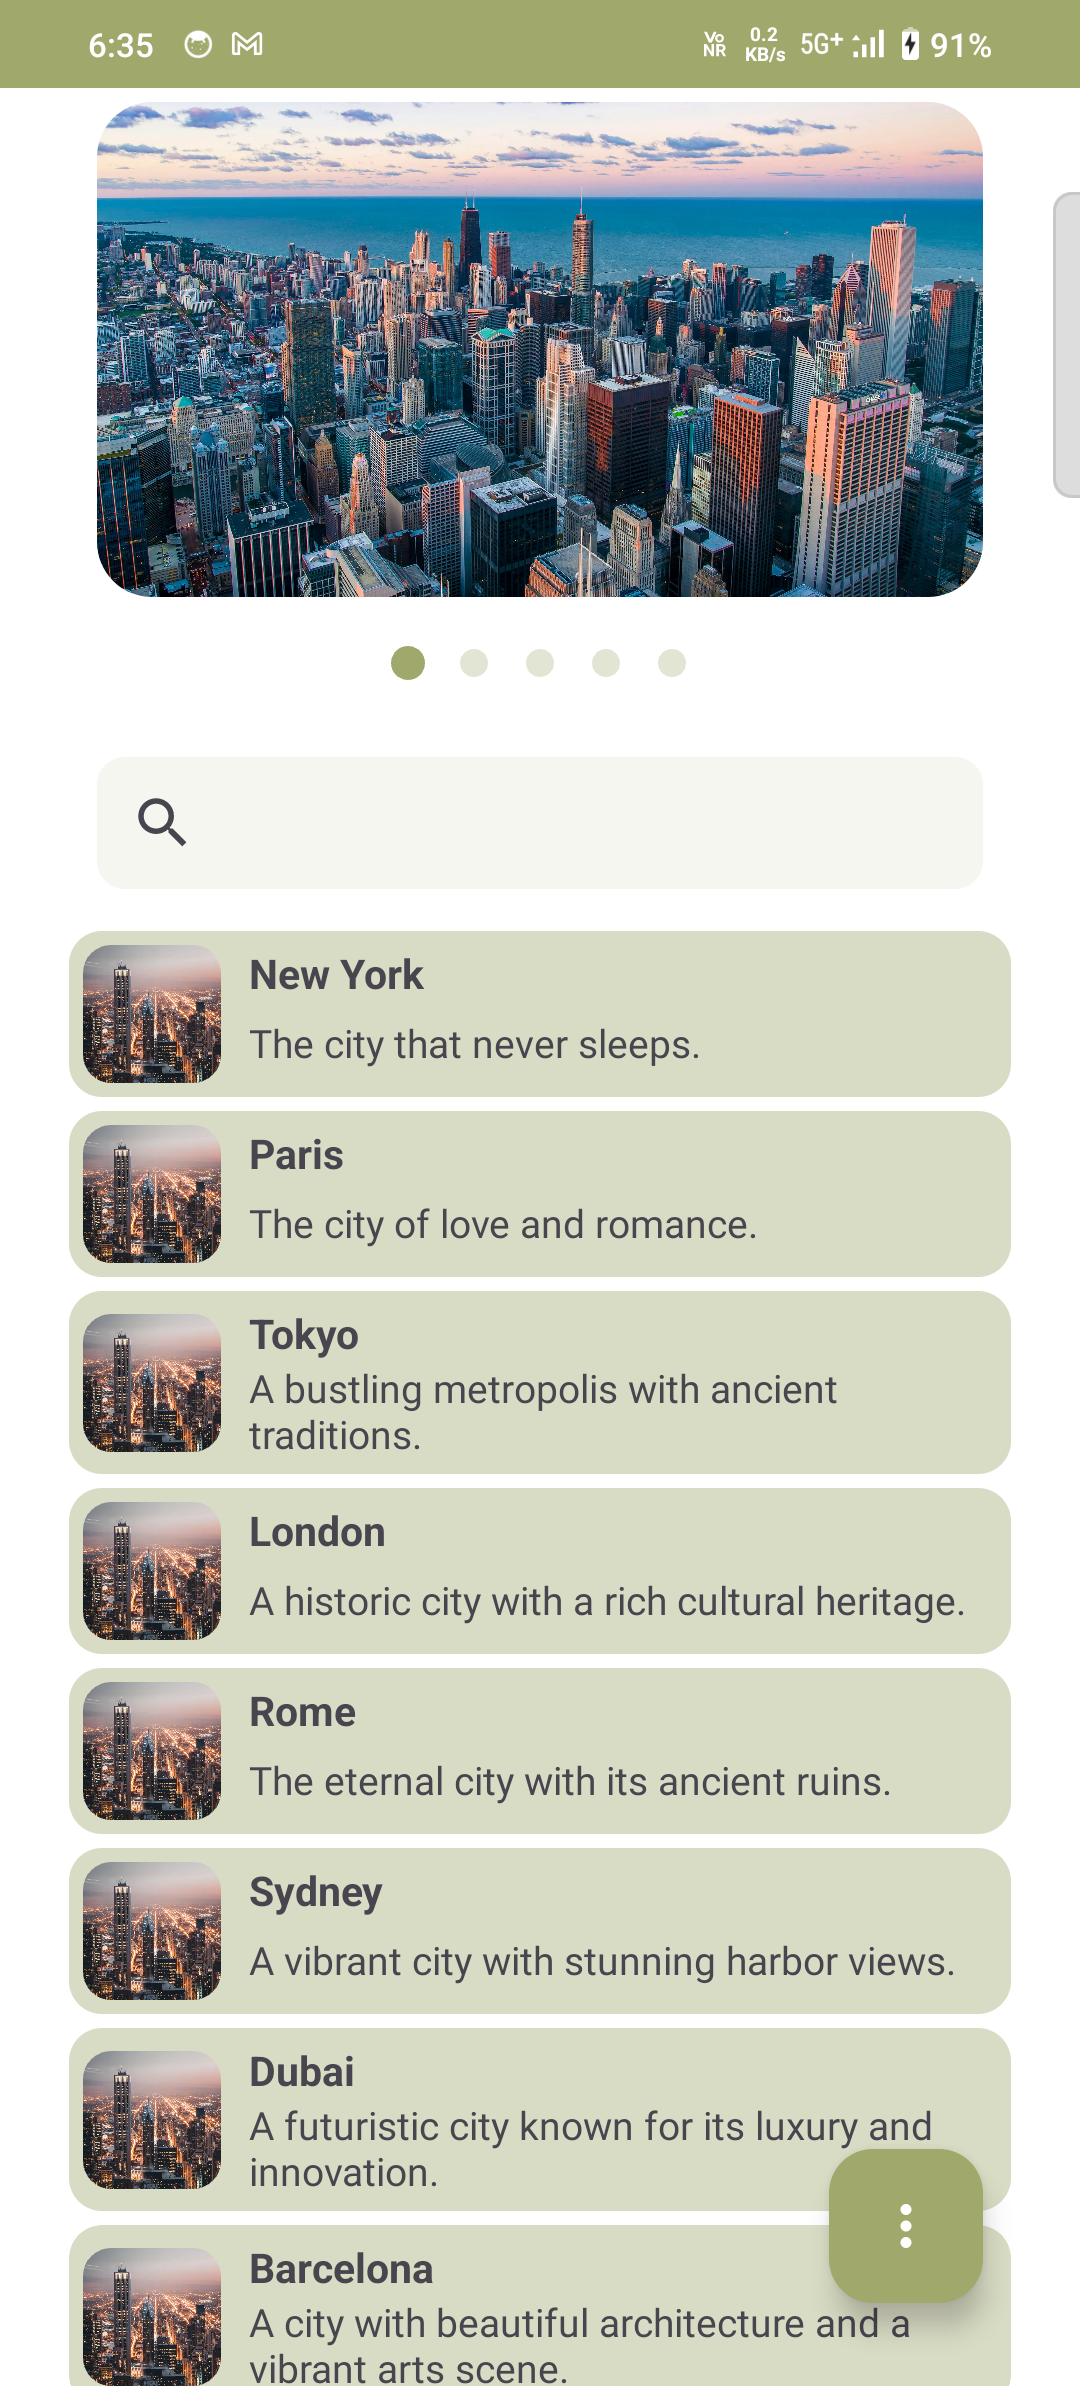 6:35
Vo NR
0.2 KB/s
5G+
91%
New York
The city that never sleeps.
Paris
The city of love and romance.
Tokyo
A bustling metropolis with ancient
traditions.
London
A historic city with a rich cultural heritage.
Rome
The eternal city with its ancient ruins.
Sydney
A vibrant city with stunning harbor views.
Dubai
A futuristic city known for its luxury and
innovation.
Barcelona
A city with beautiful architecture and a
vibrant arts scene.